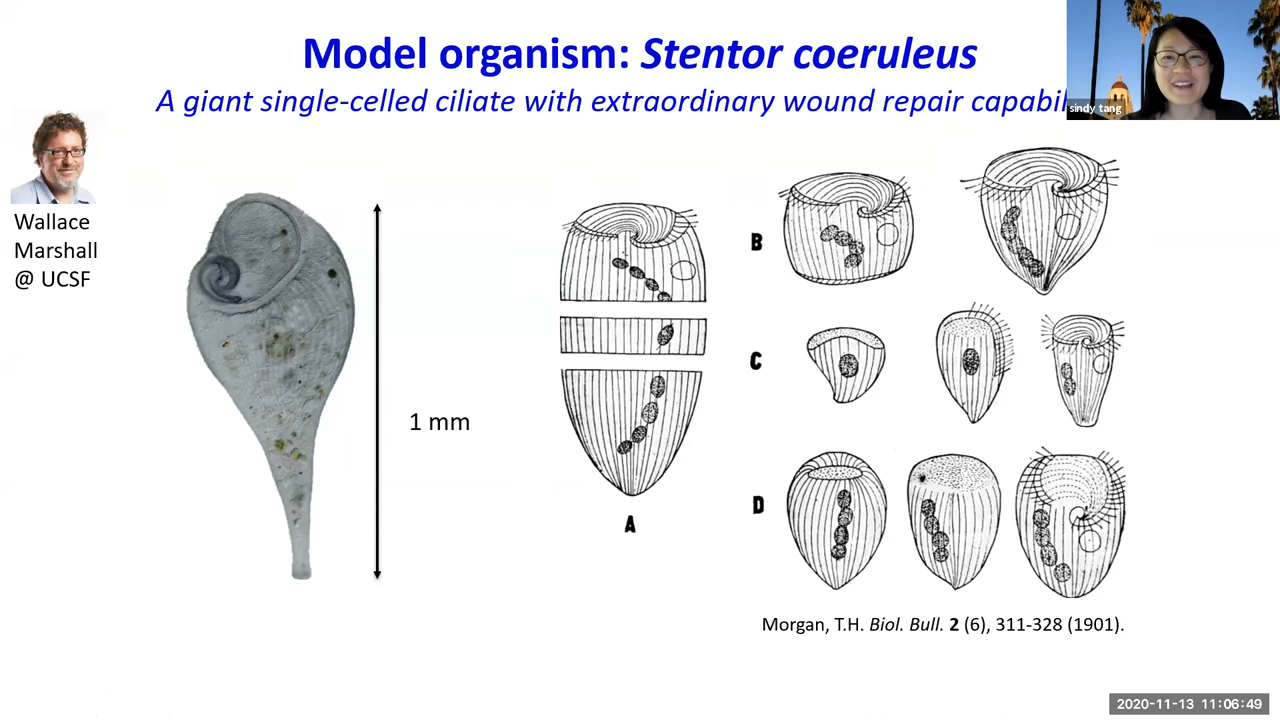 Model organism: Stentor coeruleus
A giant single-celled ciliate with extraordinary wound repair capabil
sindy tang
Wallace
Marshall
@ UCSF
1 mm
A
B
C
D
Morgan, T.H. Biol. Bull. 2 (6), 311-328 (1901).
2020-11-13 11:06:49